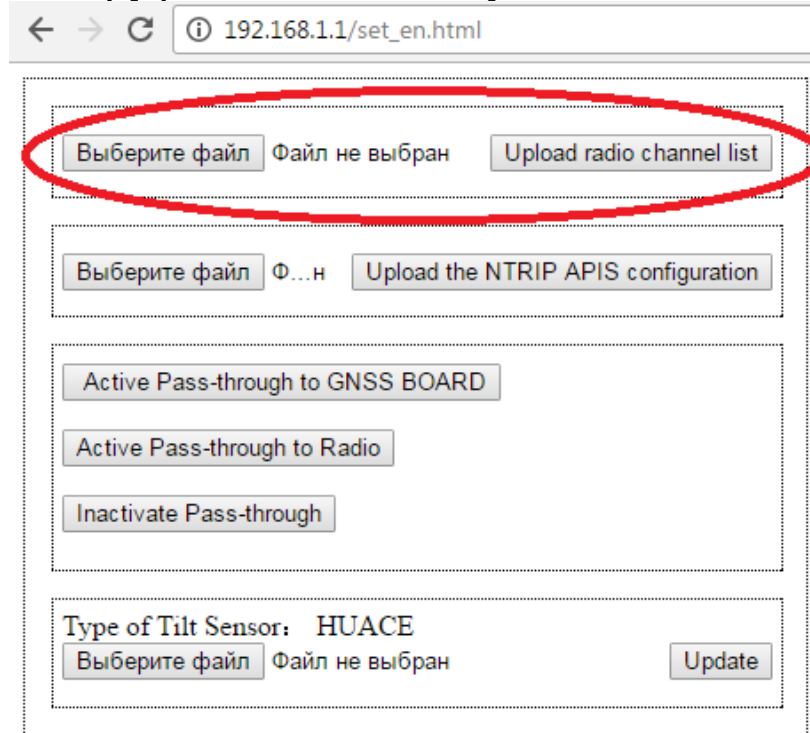 192.168.1.1/set_en.html
Выберите файл Файл не выбран Upload radio channel list
Выберите файл Ф...н Upload the NTRIP APIS configuration
Active Pass-through to GNSS BOARD
Active Pass-through to Radio
Inactivate Pass-through
Type of Tilt Sensor： HUACE
Выберите файл Файл не выбран Update